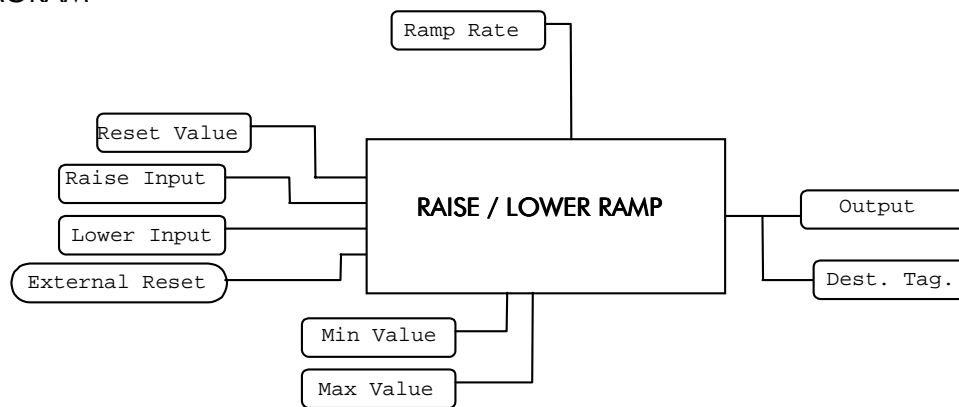 Ramp Rate
Reset Value
Raise Input
RAISE / LOWER RAMP
Output
Lower Input
External Reset
Dest. Tag.
Min Value
Max Value